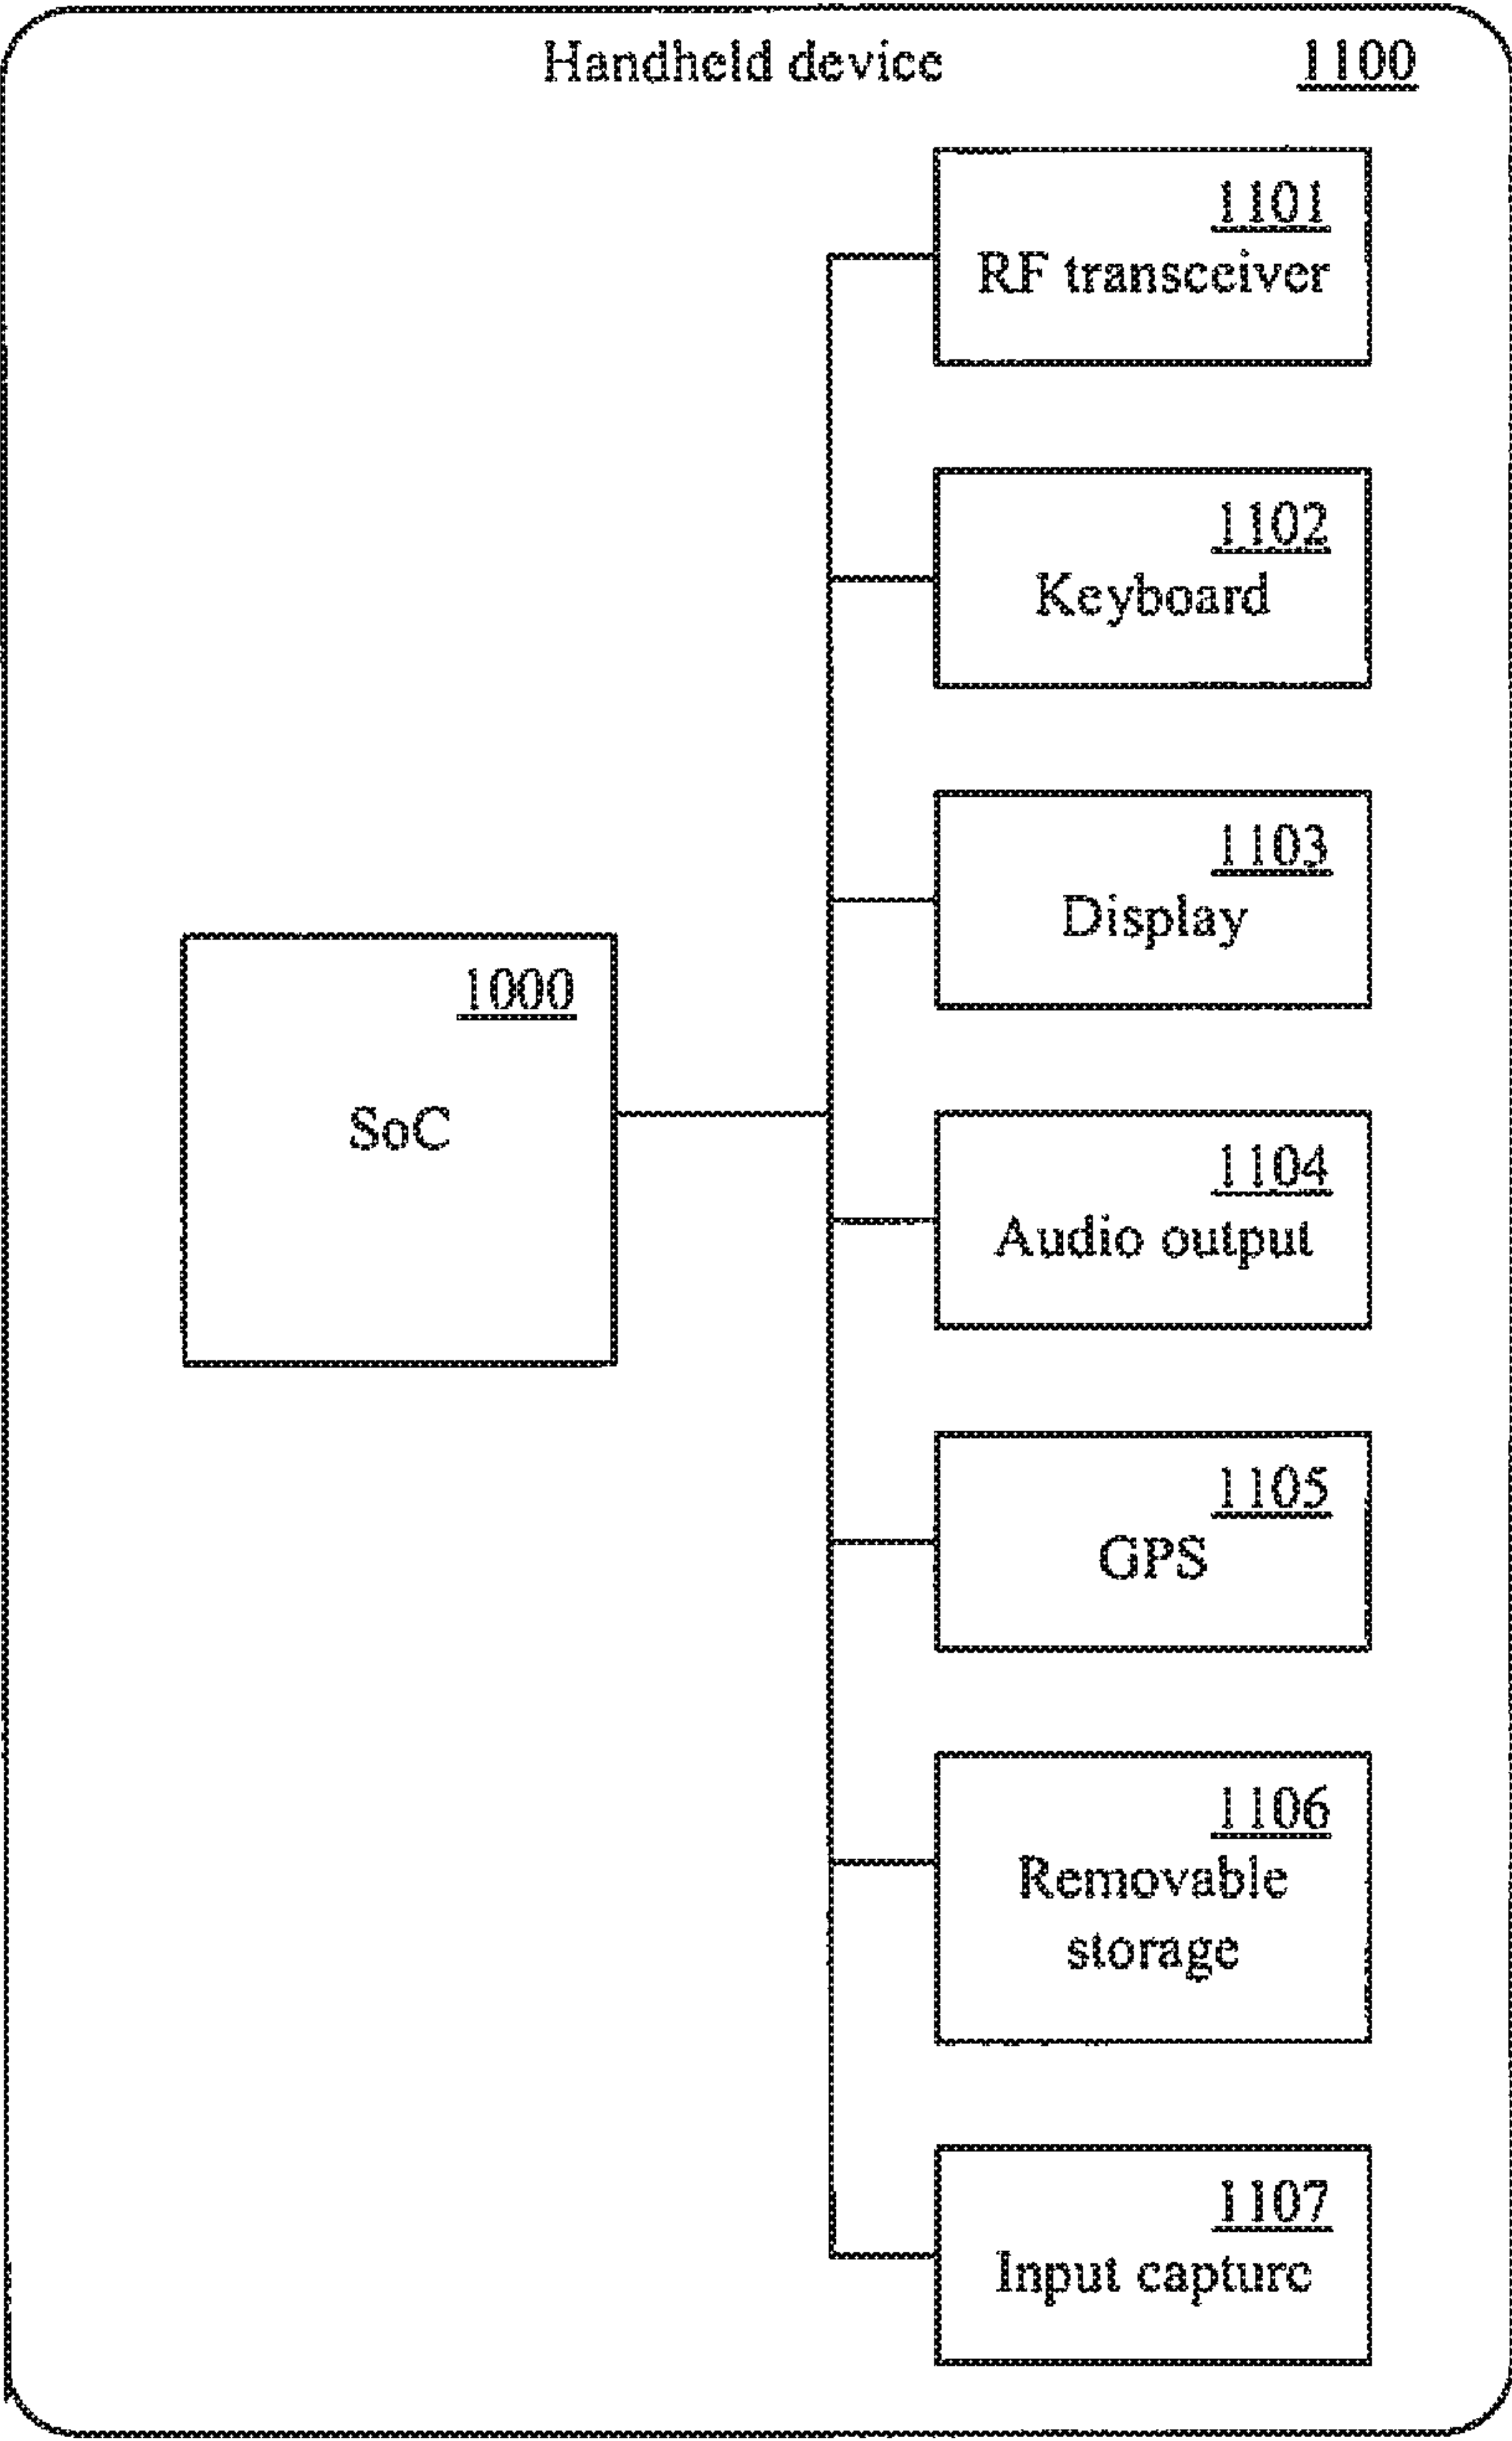 Handheld device 1100
1101
RF transceiver
1102
Keyboard
1103
Display
1000
SoC
1104
Audio output
1105
GPS
1106
Removable
storage
1107
Input capture